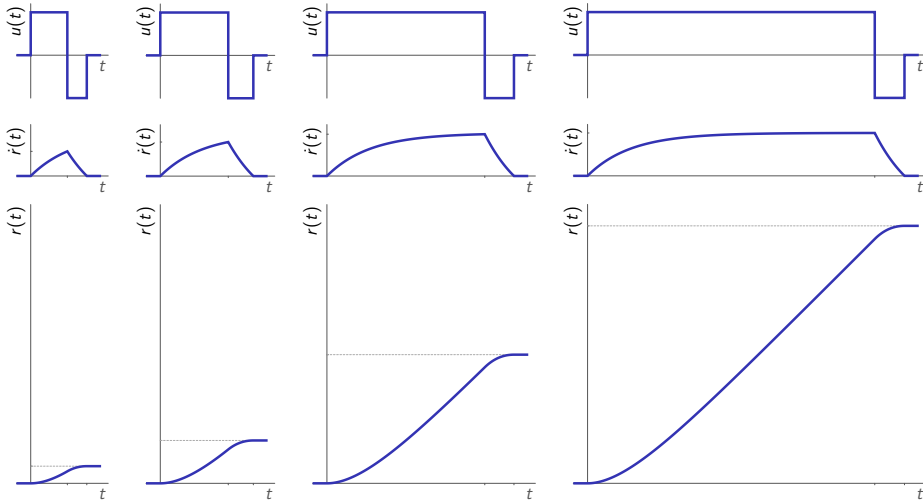 u(t) t u(t) t u(t) t u(t) t
ṙ(t) t ṙ(t) t ṙ(t) t ṙ(t) t
r(t) t r(t) t r(t) t r(t) t